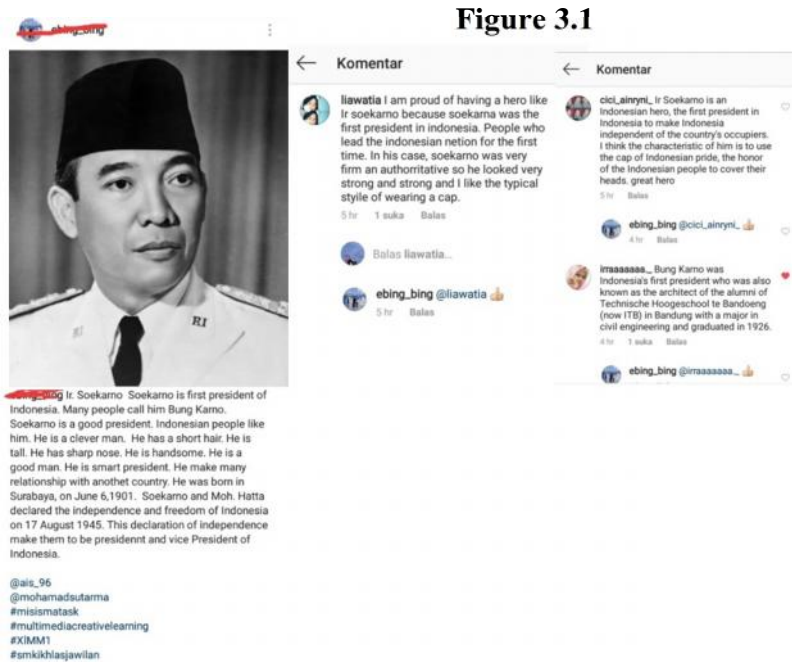 Figure 3.1
ebing_bing
RI
ebing_bing Ir. Soekarno Soekarno is first president of
Indonesia. Many people call him Bung Karno.
Soekarno is a good president. Indonesian people like
him. He is a clever man. He has a short hair. He is
tall. He has sharp nose. He is handsome. He is a
good man. He is smart president. He make many
relationship with anothet country. He was born in
Surabaya, on June 6,1901. Soekarno and Moh. Hatta
declared the independence and freedom of Indonesia
on 17 August 1945. This declaration of independence
make them to be presidennt and vice President of
Indonesia.
@ais_96
@mohamadsutarma
#misismatask
#multimediacreativelearning
#XIMM1
#smkikhlasjawilan
Komentar
liawatia I am proud of having a hero like
Ir soekarno because soekarna was the
first president in indonesia. People who
lead the indonesian netion for the first
time. In his case, soekarno was very
firm an authorritative so he looked very
strong and strong and I like the typical
styile of wearing a cap.
5 hr 1 suka Balas
Balas liawatia...
ebing_bing @liawatia
5 hr Balas
Komentar
cici_ainryni_ Ir Soekarno is an
Indonesian hero, the first president in
Indonesia to make Indonesia
independent of the country's occupiers.
I think the characteristic of him is to use
the cap of Indonesian pride, the honor
of the Indonesian people to cover their
heads. great hero
5 hr Balas
ebing_bing @cici_ainryni_
4 hr Balas
irraaaaaaa._ Bung Karno was
Indonesia's first president who was also
known as the architect of the alumni of
Technische Hoogeschool te Bandoeng
(now ITB) in Bandung with a major in
civil engineering and graduated in 1926.
4 hr 1 suka Balas
ebing_bing @irraaaaaaa._